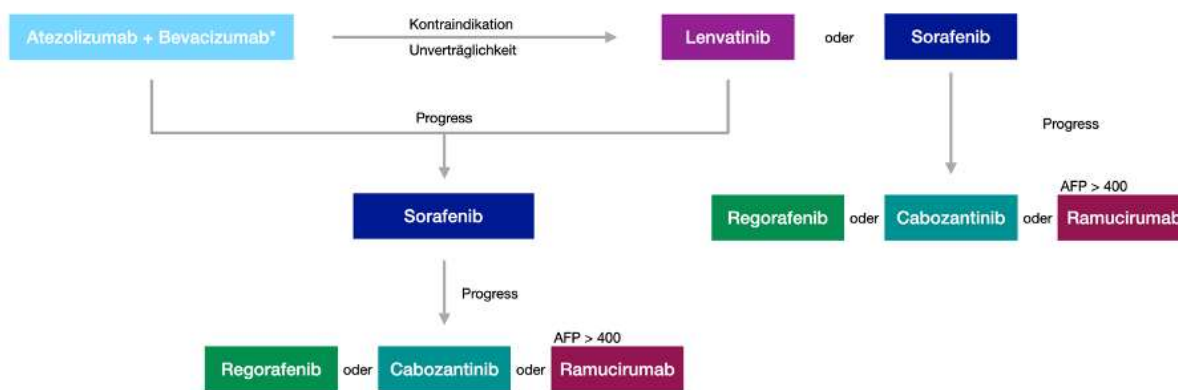 Atezolizumab + Bevacizumab*
Kontraindikation
Unverträglichkeit
Lenvatinib oder Sorafenib
Progress
Progress
AFP > 400
Sorafenib
Regorafenib oder Cabozantinib oder Ramucirumab
Progress
AFP > 400
Regorafenib oder Cabozantinib oder Ramucirumab